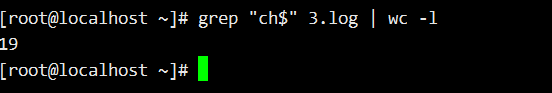 [root@localhost ~]# grep "ch$" 3.log | wc -l
19
[root@localhost ~]#